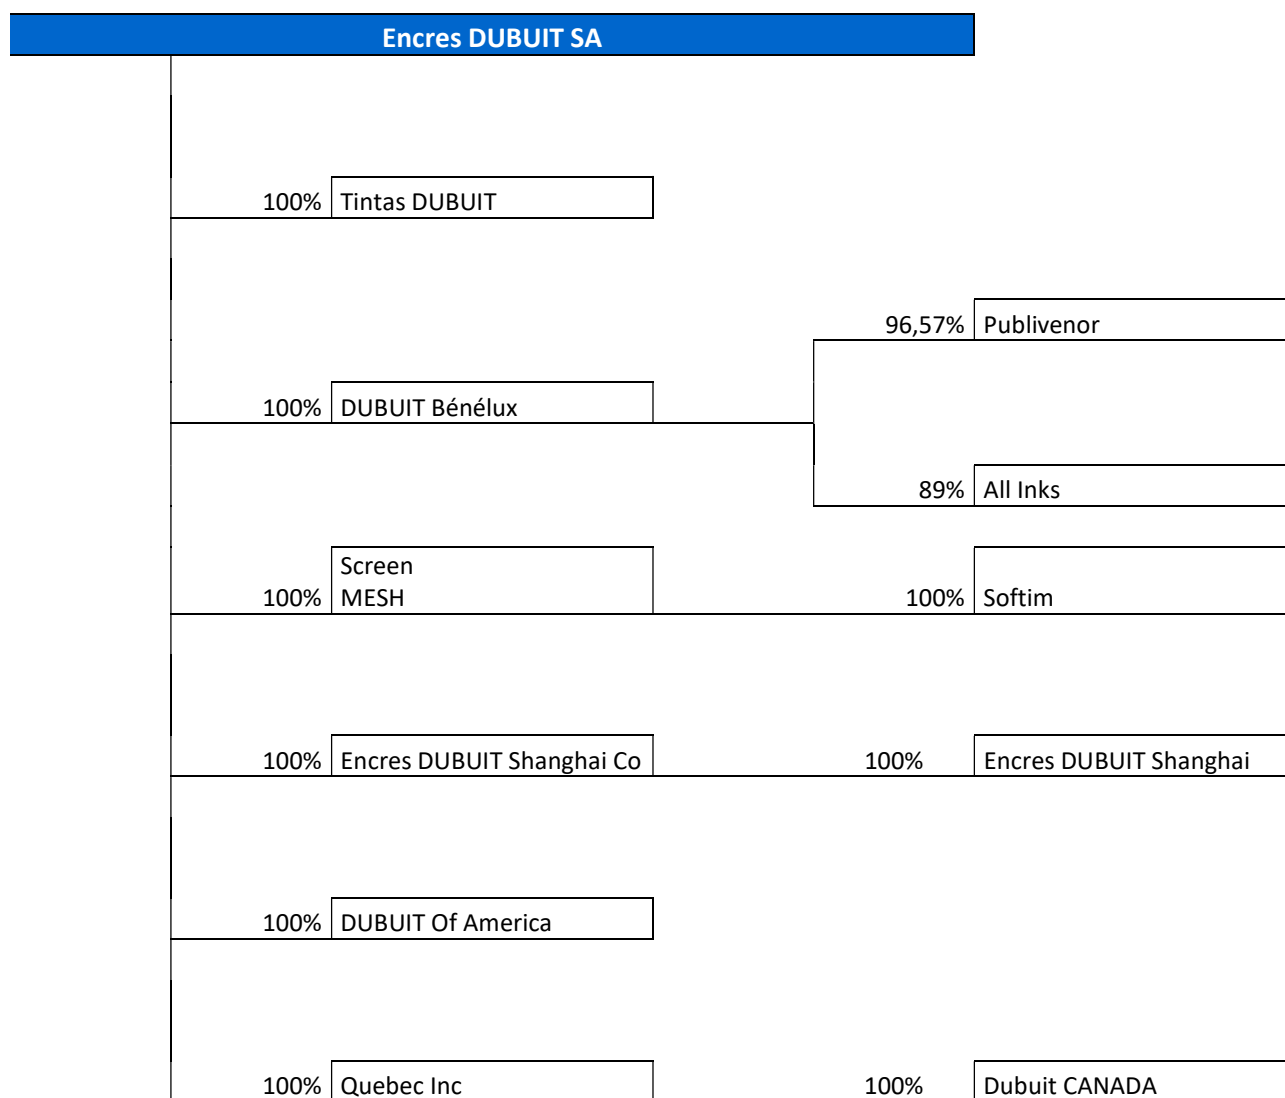 Encres DUBUIT SA
100% Tintas DUBUIT
96,57% Publivenor
100% DUBUIT Bénélux
89% All Inks
Screen
100% MESH 100% Softim
100% Encres DUBUIT Shanghai Co 100% Encres DUBUIT Shanghai
100% DUBUIT Of America
100% Quebec Inc 100% Dubuit CANADA